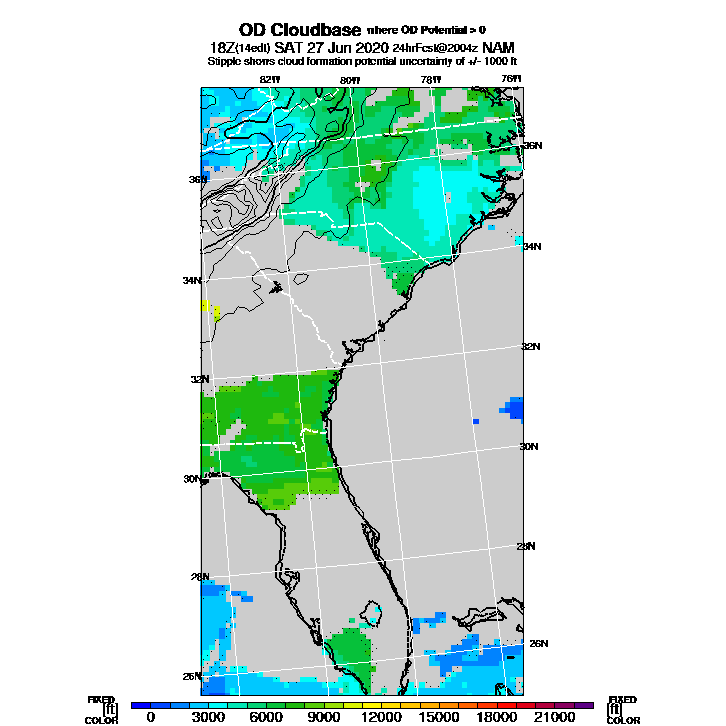 OD Cloudbase where OD Potential > 0
18Z(14edt) SAT 27 Jun 2020 24hrFcst@2004z NAM
Stipple shows cloud formation potential uncertainty of +/- 1000 ft
82W 80W 78W 76W
36N
36N
34N
34N
32N
32N
30N
30N
28N
28N
26N
26N
FIXED FIXED
[ft] 0 3000 6000 9000 12000 15000 18000 21000 [ft]
COLOR COLOR